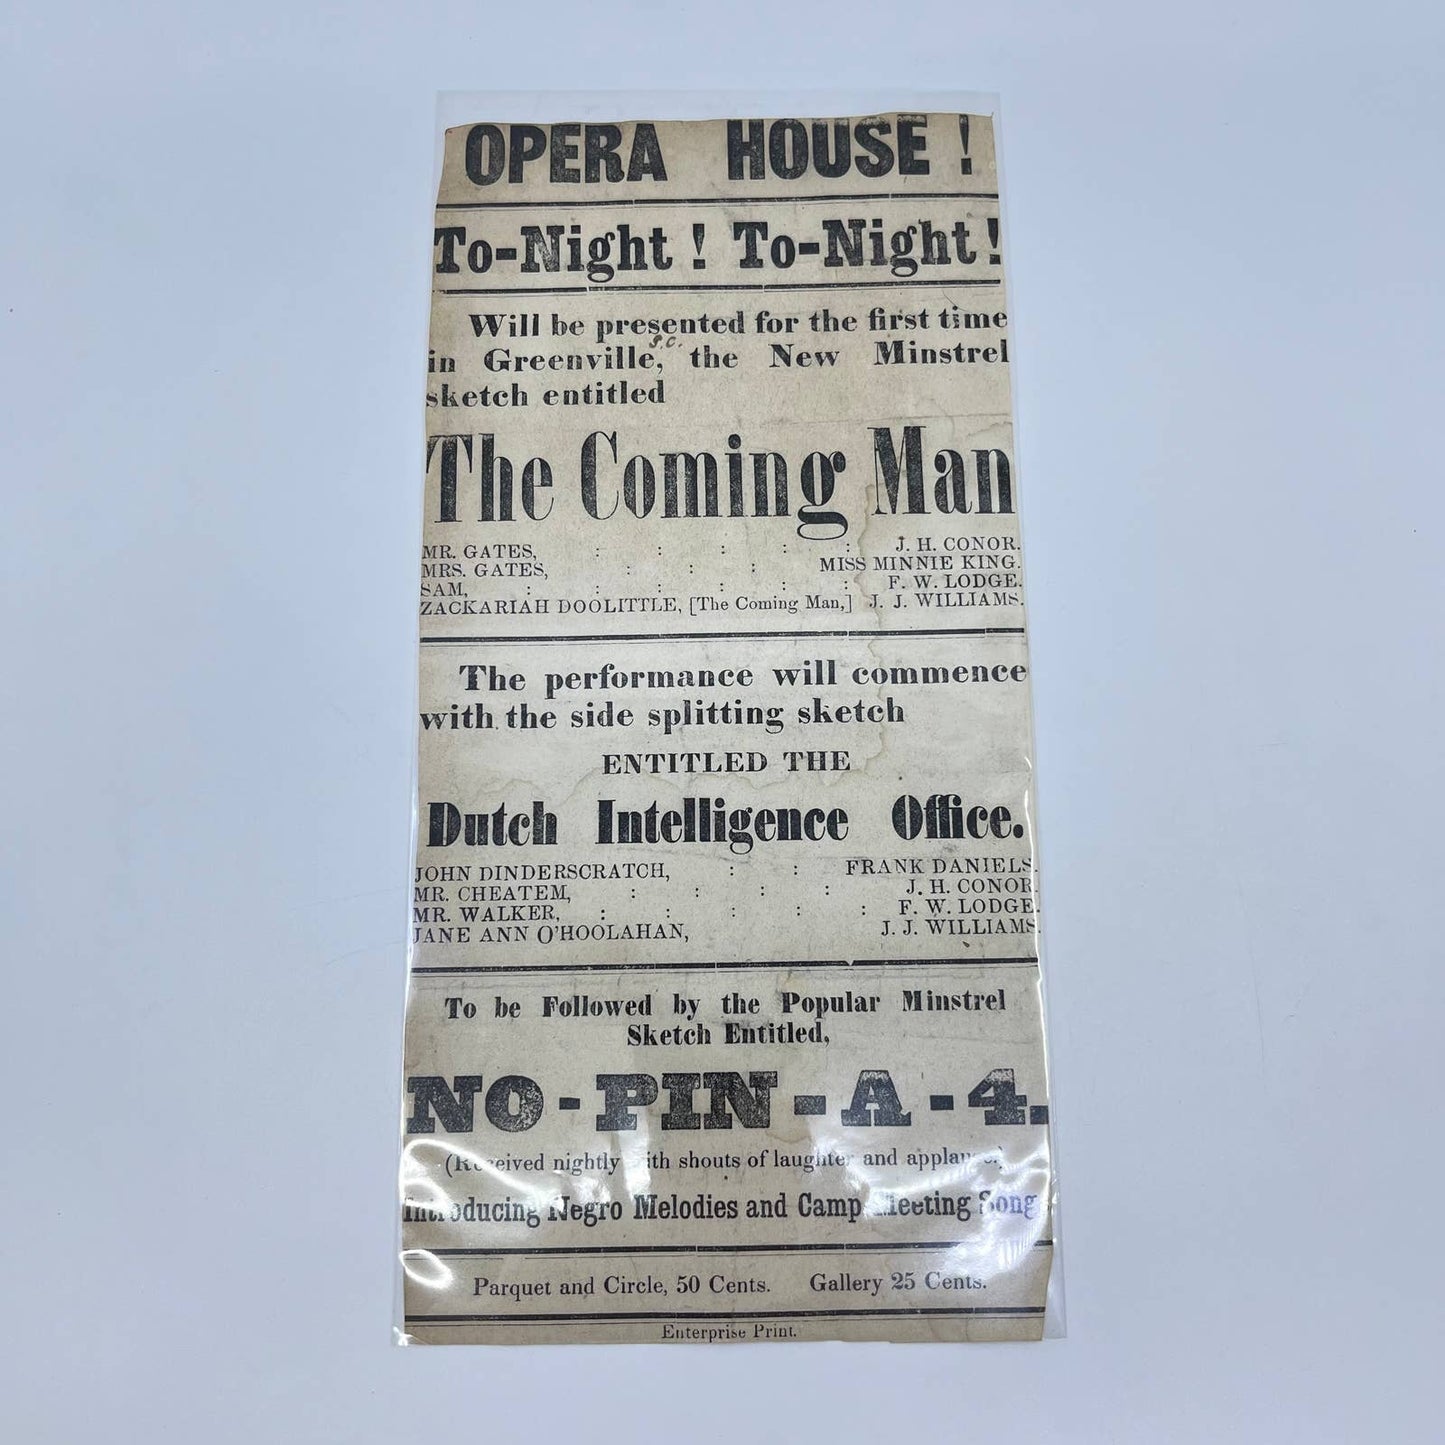 OPERA HOUSE !
To-Night ! To-Night !
Will be presented for the first time
S.C.
in Greenville, the New Minstrel
sketch entitled
The Coming Man
MR. GATES, : : : : : J. H. CONOR.
MRS. GATES, : : : MISS MINNIE KING.
SAM, : : : : : : F. W. LODGE.
ZACKARIAH DOOLITTLE, [The Coming Man,] J. J. WILLIAMS.
The performance will commence
with the side splitting sketch
ENTITLED THE
Dutch Intelligence Office.
JOHN DINDERSCRATCH, : : FRANK DANIELS.
MR. CHEATEM, : : : : J. H. CONOR.
MR. WALKER, : : : : : F. W. LODGE.
JANE ANN O'HOOLAHAN, J. J. WILLIAMS.
To be Followed by the Popular Minstrel
Sketch Entitled,
NO - PIN - A - 4.
(Received nightly with shouts of laughter and applause.)
Introducing Negro Melodies and Camp Meeting Song
Parquet and Circle, 50 Cents. Gallery 25 Cents.
Enterprise Print.